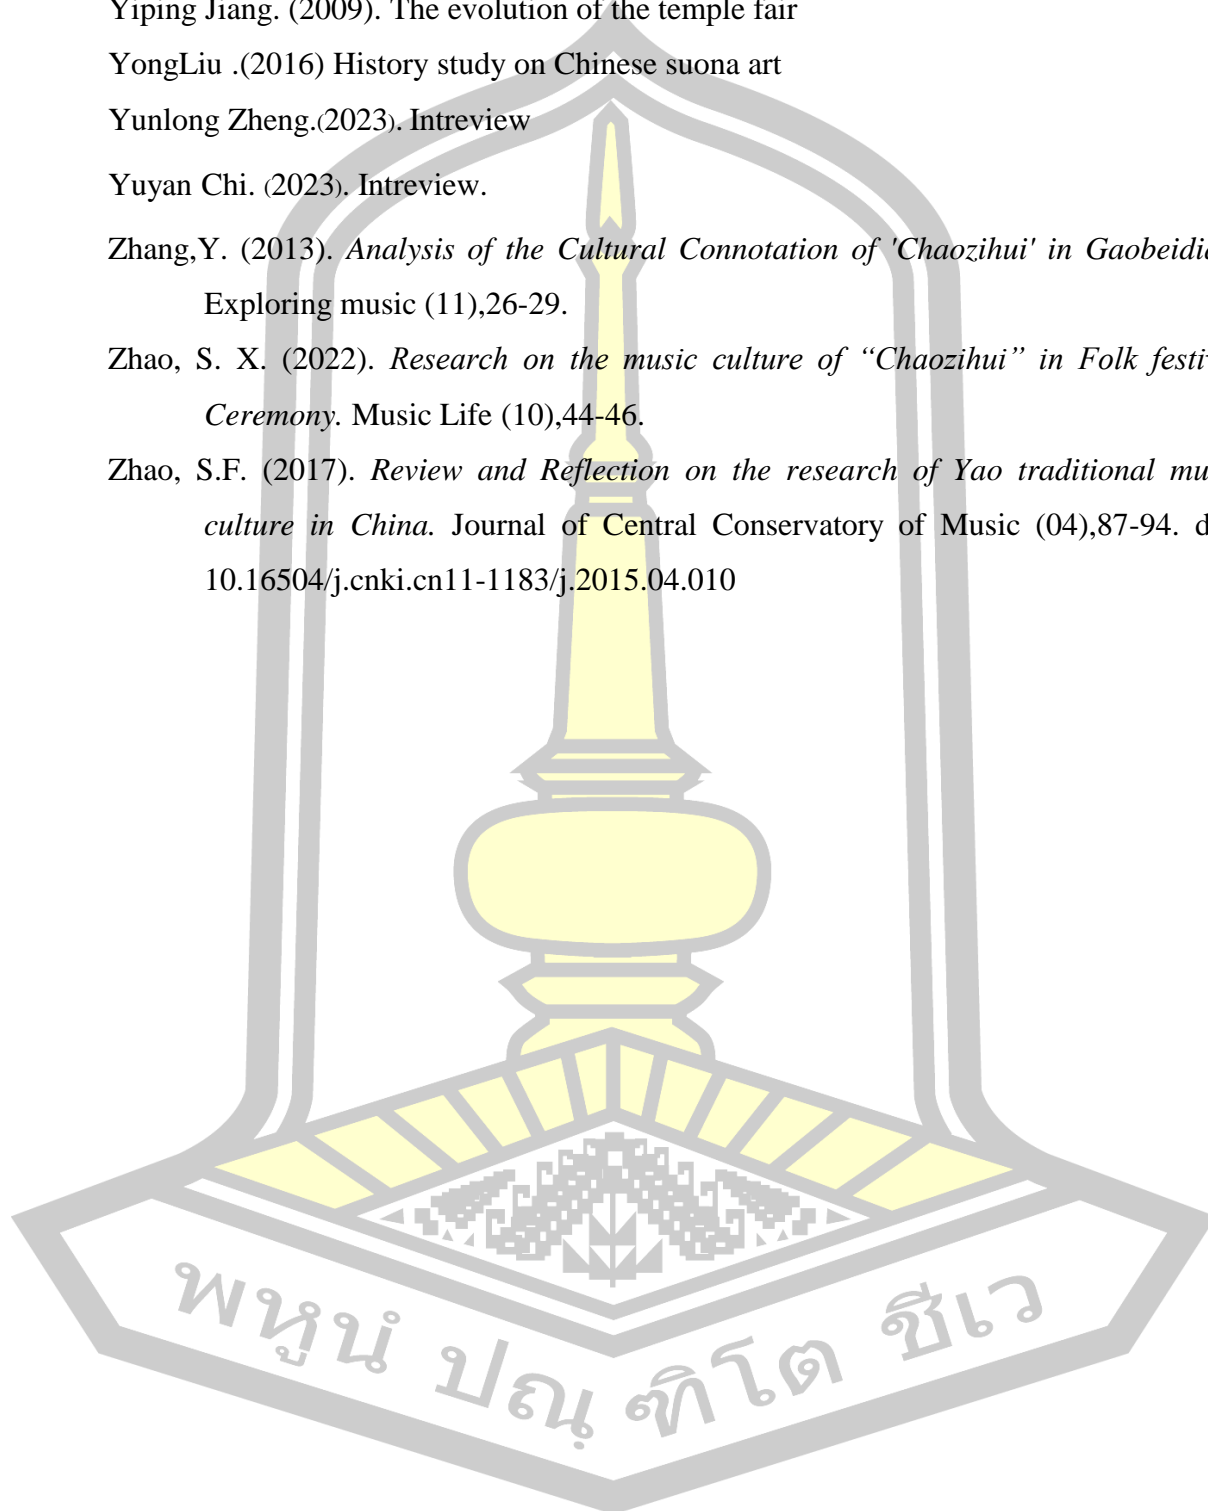 Yiping Jiang. (2009). The evolution of the temple fair
YongLiu .(2016) History study on Chinese suona art
Yunlong Zheng.(2023). Intreview
Yuyan Chi. (2023). Intreview.
Zhang,Y. (2013). Analysis of the Cultural Connotation of 'Chaozihui' in Gaobeidia
Exploring music (11),26-29.
Zhao, S. X. (2022). Research on the music culture of “Chaozihui” in Folk festiv
Ceremony. Music Life (10),44-46.
Zhao, S.F. (2017). Review and Reflection on the research of Yao traditional mu
culture in China. Journal of Central Conservatory of Music (04),87-94. d
10.16504/j.cnki.cn11-1183/j.2015.04.010
พหูนํ ปณฺฑิโต ชีเว